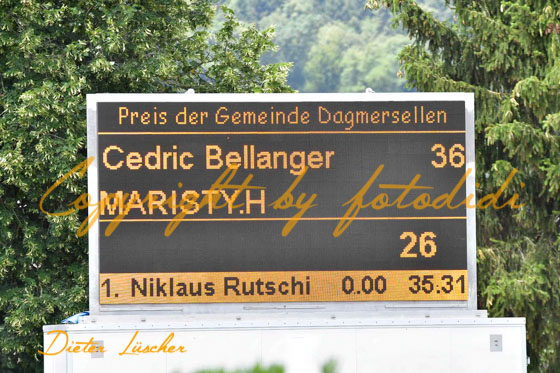 Preis der Gemeinde Dagmersellen
Cedric Bellanger 36
MARISTY.H
Copyright by fotodidi
26
1. Niklaus Rutschi 0.00 35.31
Dieter Lüscher